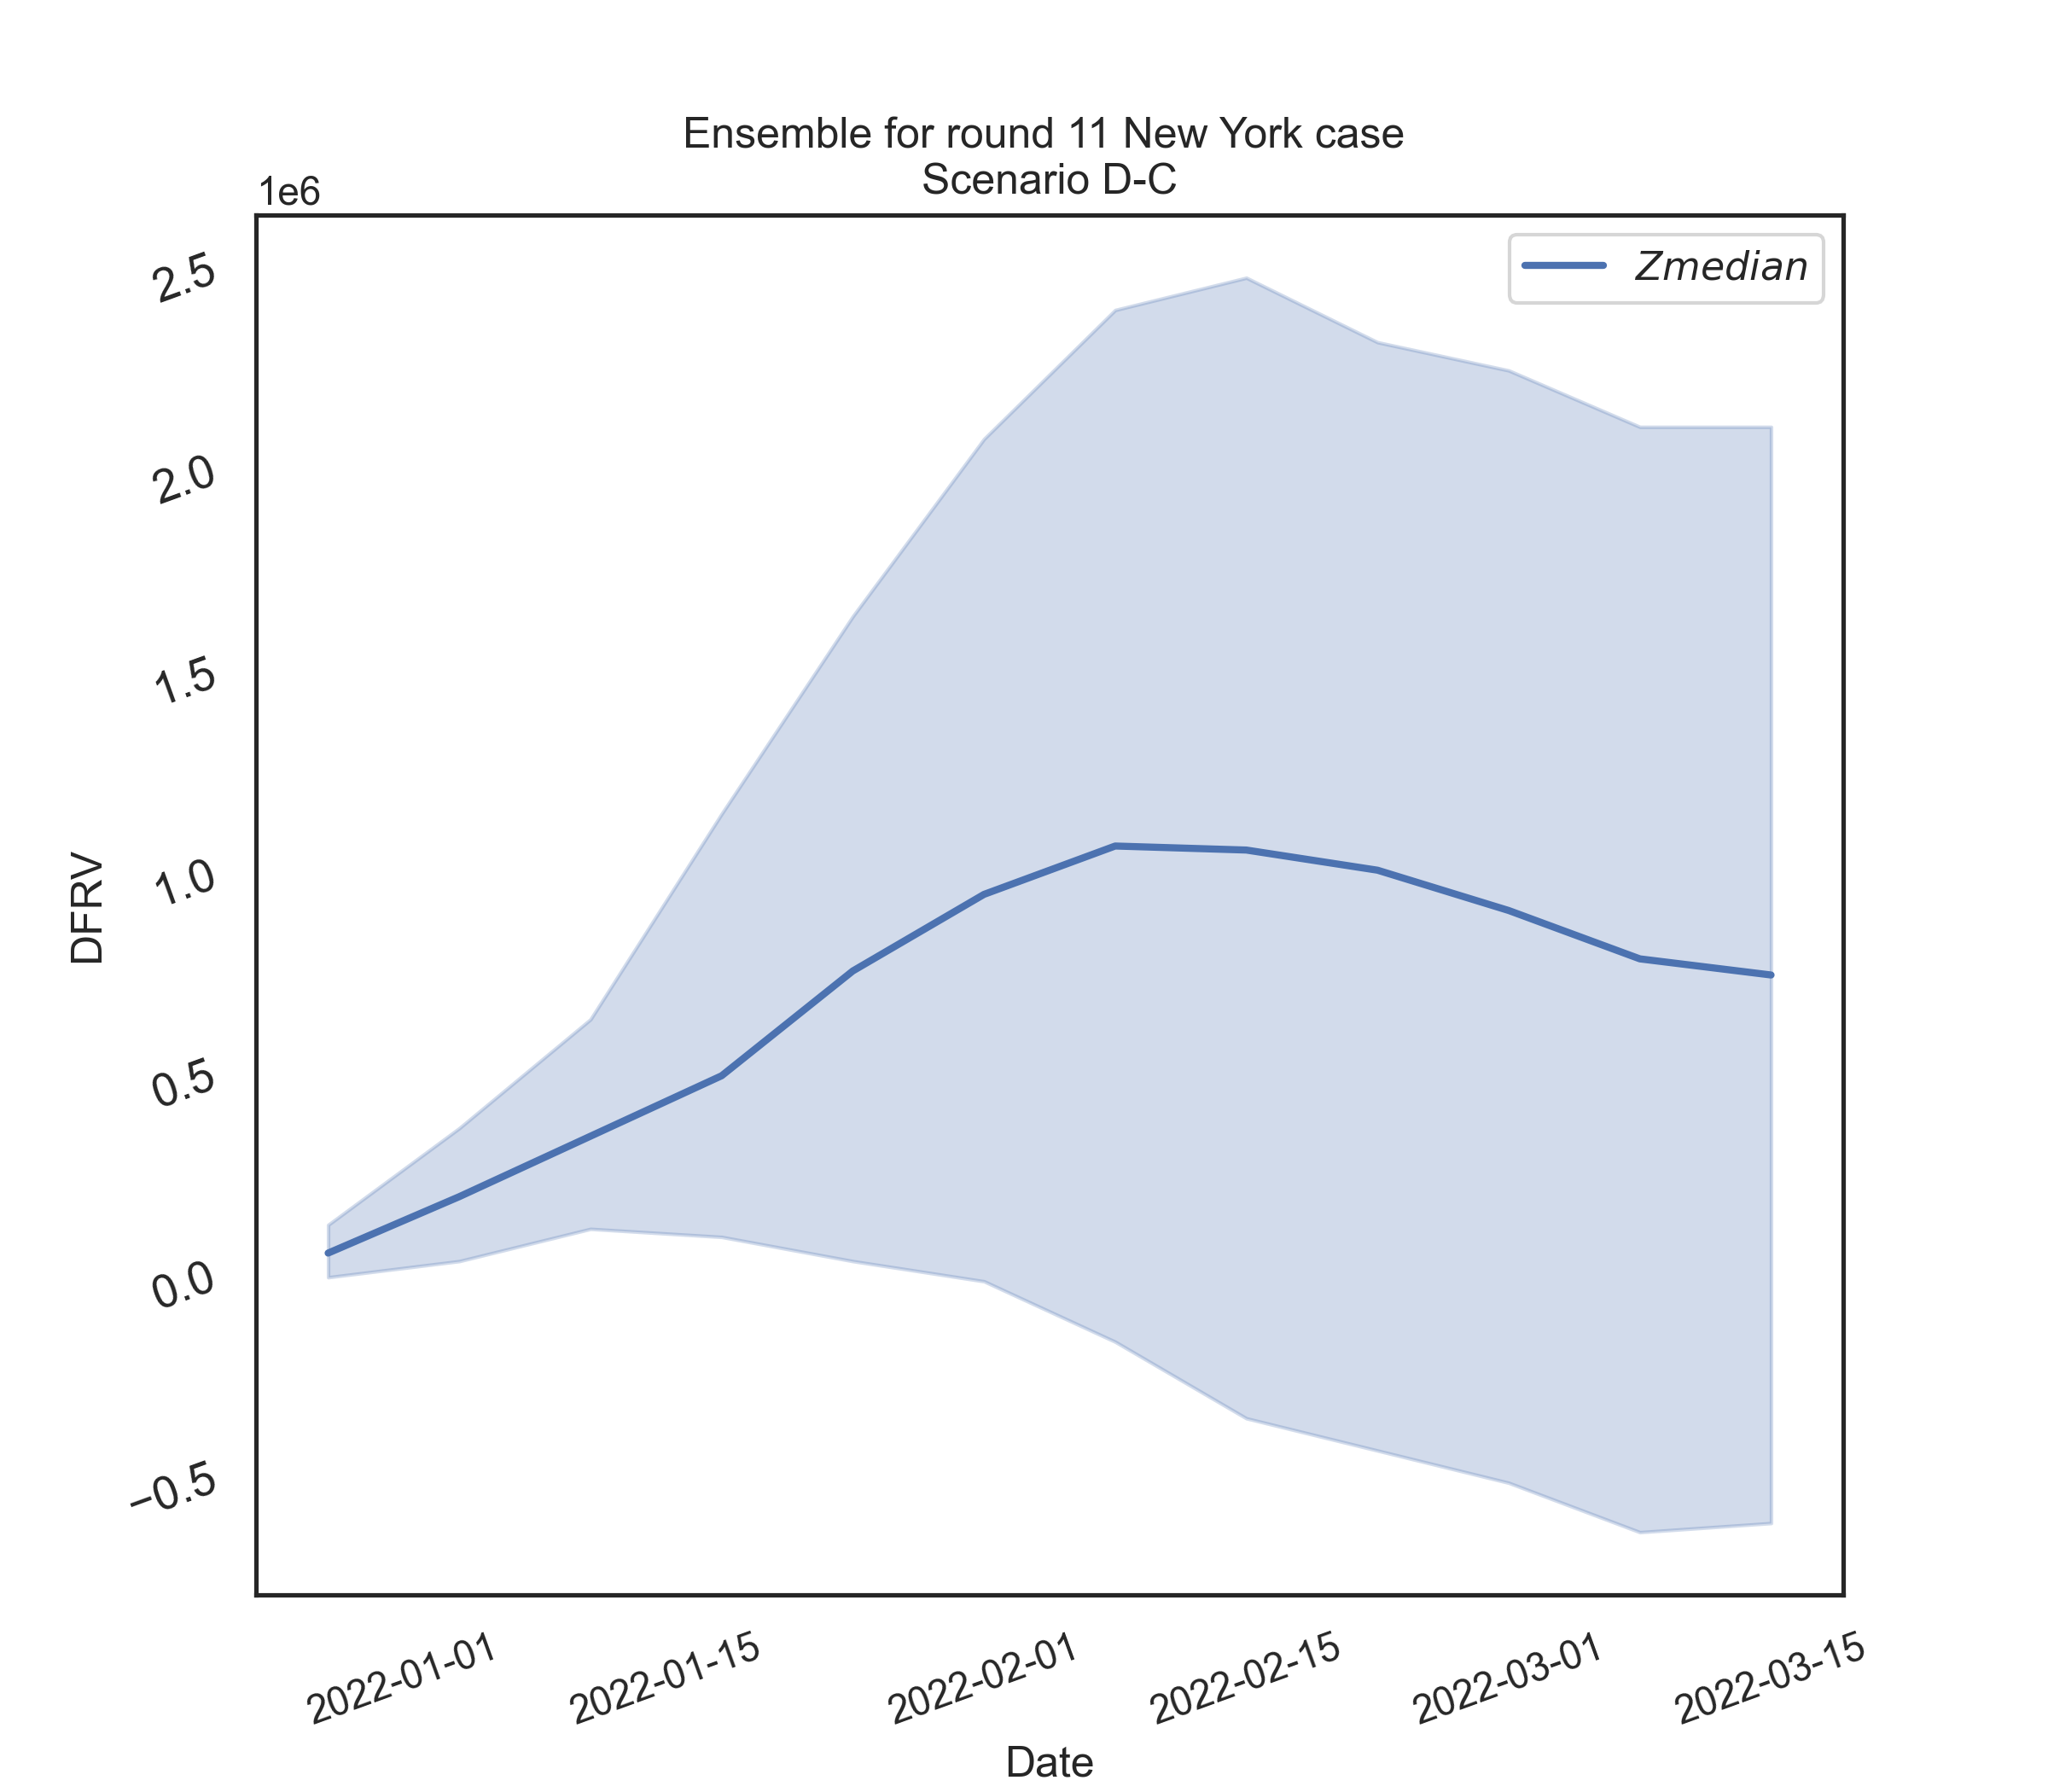 Ensemble for round 11 New York case
Scenario D-C
1e6
Zmedian
2.5
2.0
1.5
1.0
0.5
0.0
−0.5
DFRV
2022-01-01
2022-01-15
2022-02-01
2022-02-15
2022-03-01
2022-03-15
Date